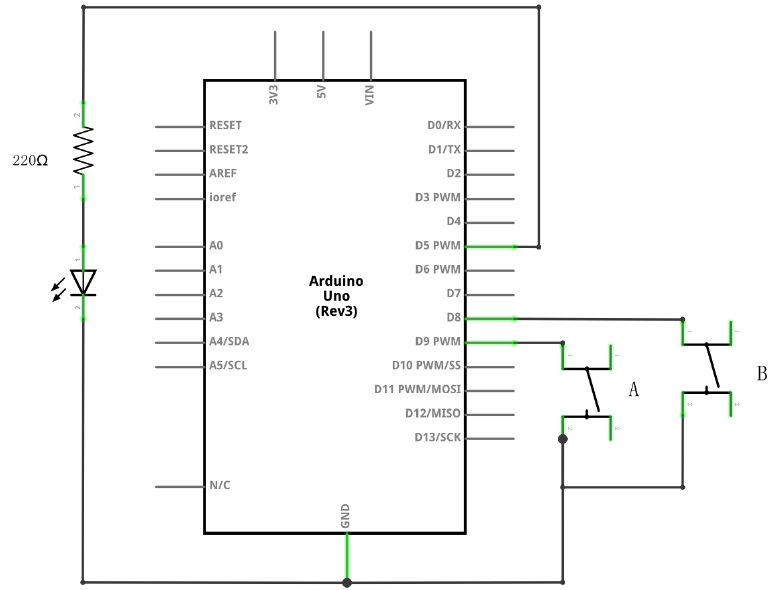 3V3
5V
VIN
RESET
RESET2
AREF
ioref
A0
A1
A2
A3
A4/SDA
A5/SCL
N/C
D0/RX
D1/TX
D2
D3 PWM
D4
D5 PWM
D6 PWM
D7
D8
D9 PWM
D10 PWM/SS
D11 PWM/MOSI
D12/MISO
D13/SCK
GND
Arduino
Uno
(Rev3)
2
220Ω
1
1
2
A
B